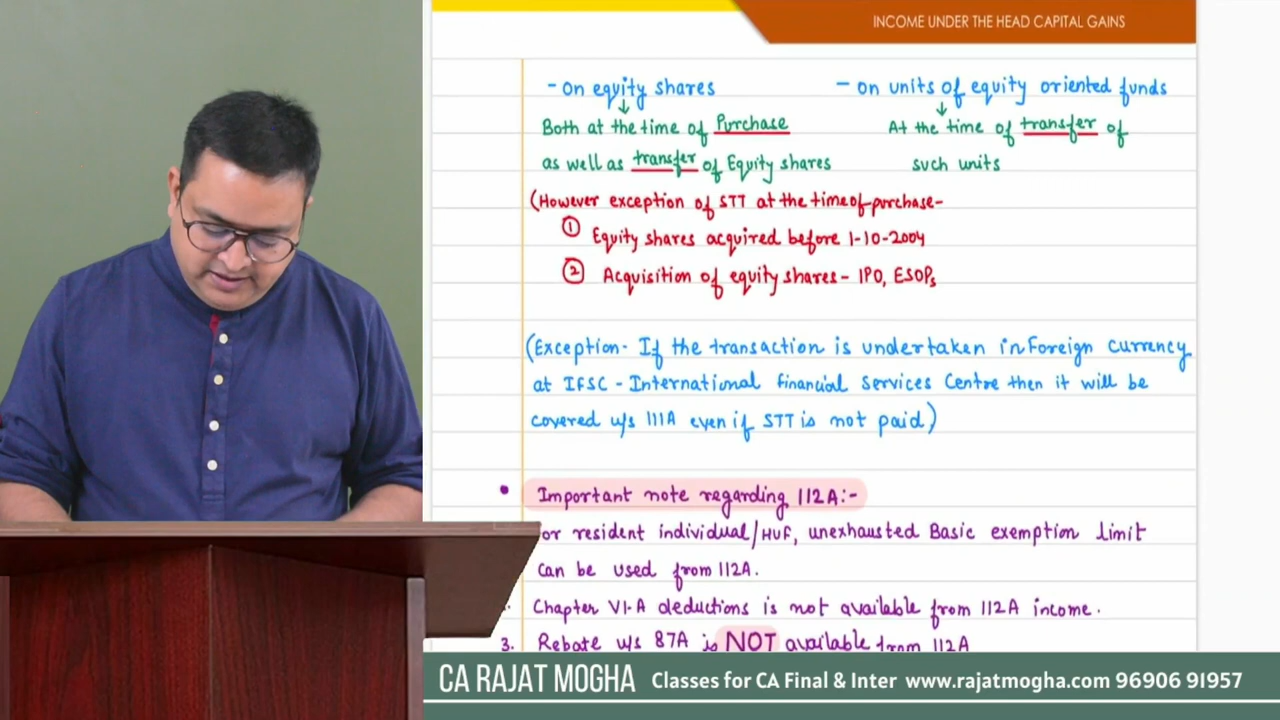 INCOME UNDER THE HEAD CAPITAL GAINS
- On equity shares
- on units of equity oriented funds
Both at the time of Purchase
as well as transfer of Equity shares
At the time of transfer of
such units
(However exception of STT at the time of purchase-
① Equity shares acquired before 1-10-2004
② Acquisition of equity shares - IPO, ESOPs
(Exception - If the transaction is undertaken in Foreign currency
at IFSC - International financial Services Centre then it will be
covered u/s 111A even if STT is not paid)
• Important note regarding 112A:-
or resident individual/HUF, unexhausted Basic exemption limit
can be used from 112A.
Chapter VI-A deductions is not available from 112A income.
3. Rebate u/s 87A is NOT available from 112A
CA RAJAT MOGHA Classes for CA Final & Inter www.rajatmogha.com 96906 91957